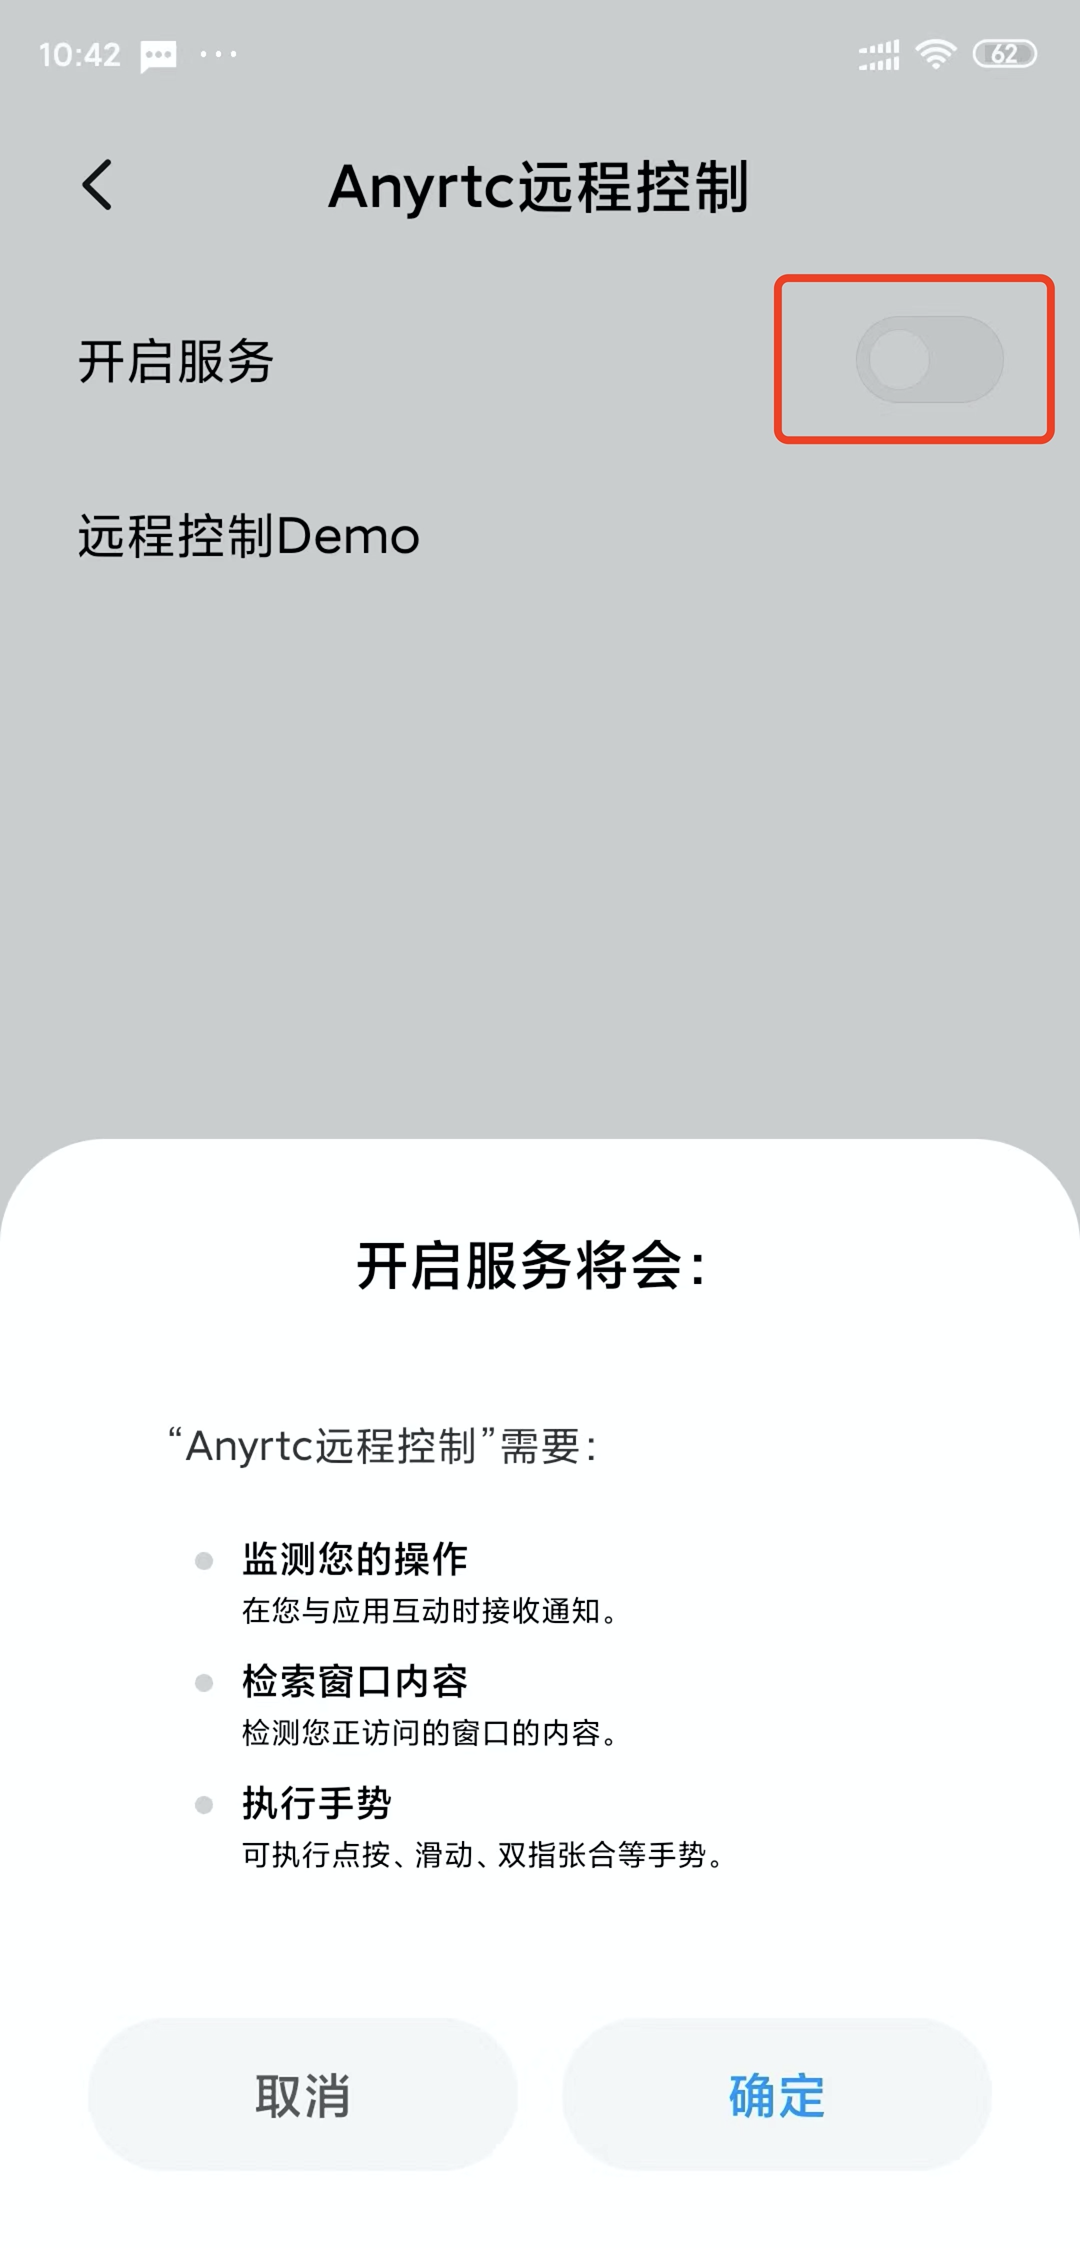 10:42
62
Anyrtc远程控制
开启服务
远程控制Demo
开启服务将会：
“Anyrtc远程控制”需要：
监测您的操作
在您与应用互动时接收通知。
检索窗口内容
检测您正访问的窗口的内容。
执行手势
可执行点按、滑动、双指张合等手势。
取消
确定